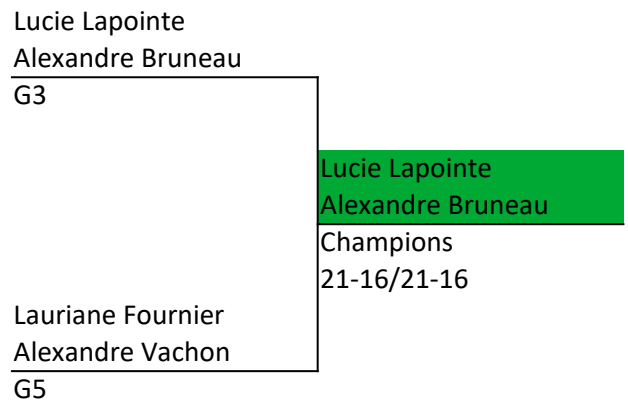 Lucie Lapointe
Alexandre Bruneau
G3
Lucie Lapointe
Alexandre Bruneau
Champions
21-16/21-16
Lauriane Fournier
Alexandre Vachon
G5